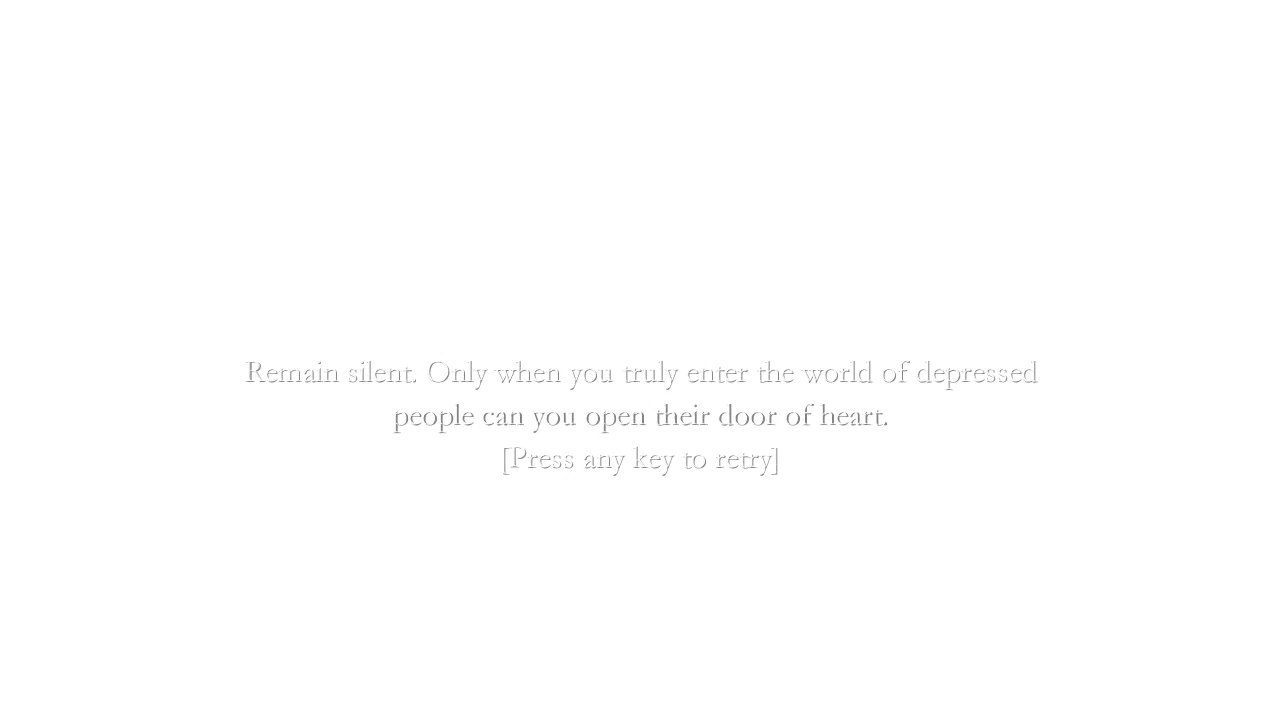 Remain silent. Only when you truly enter the world of depressed
people can you open their door of heart.
[Press any key to retry]